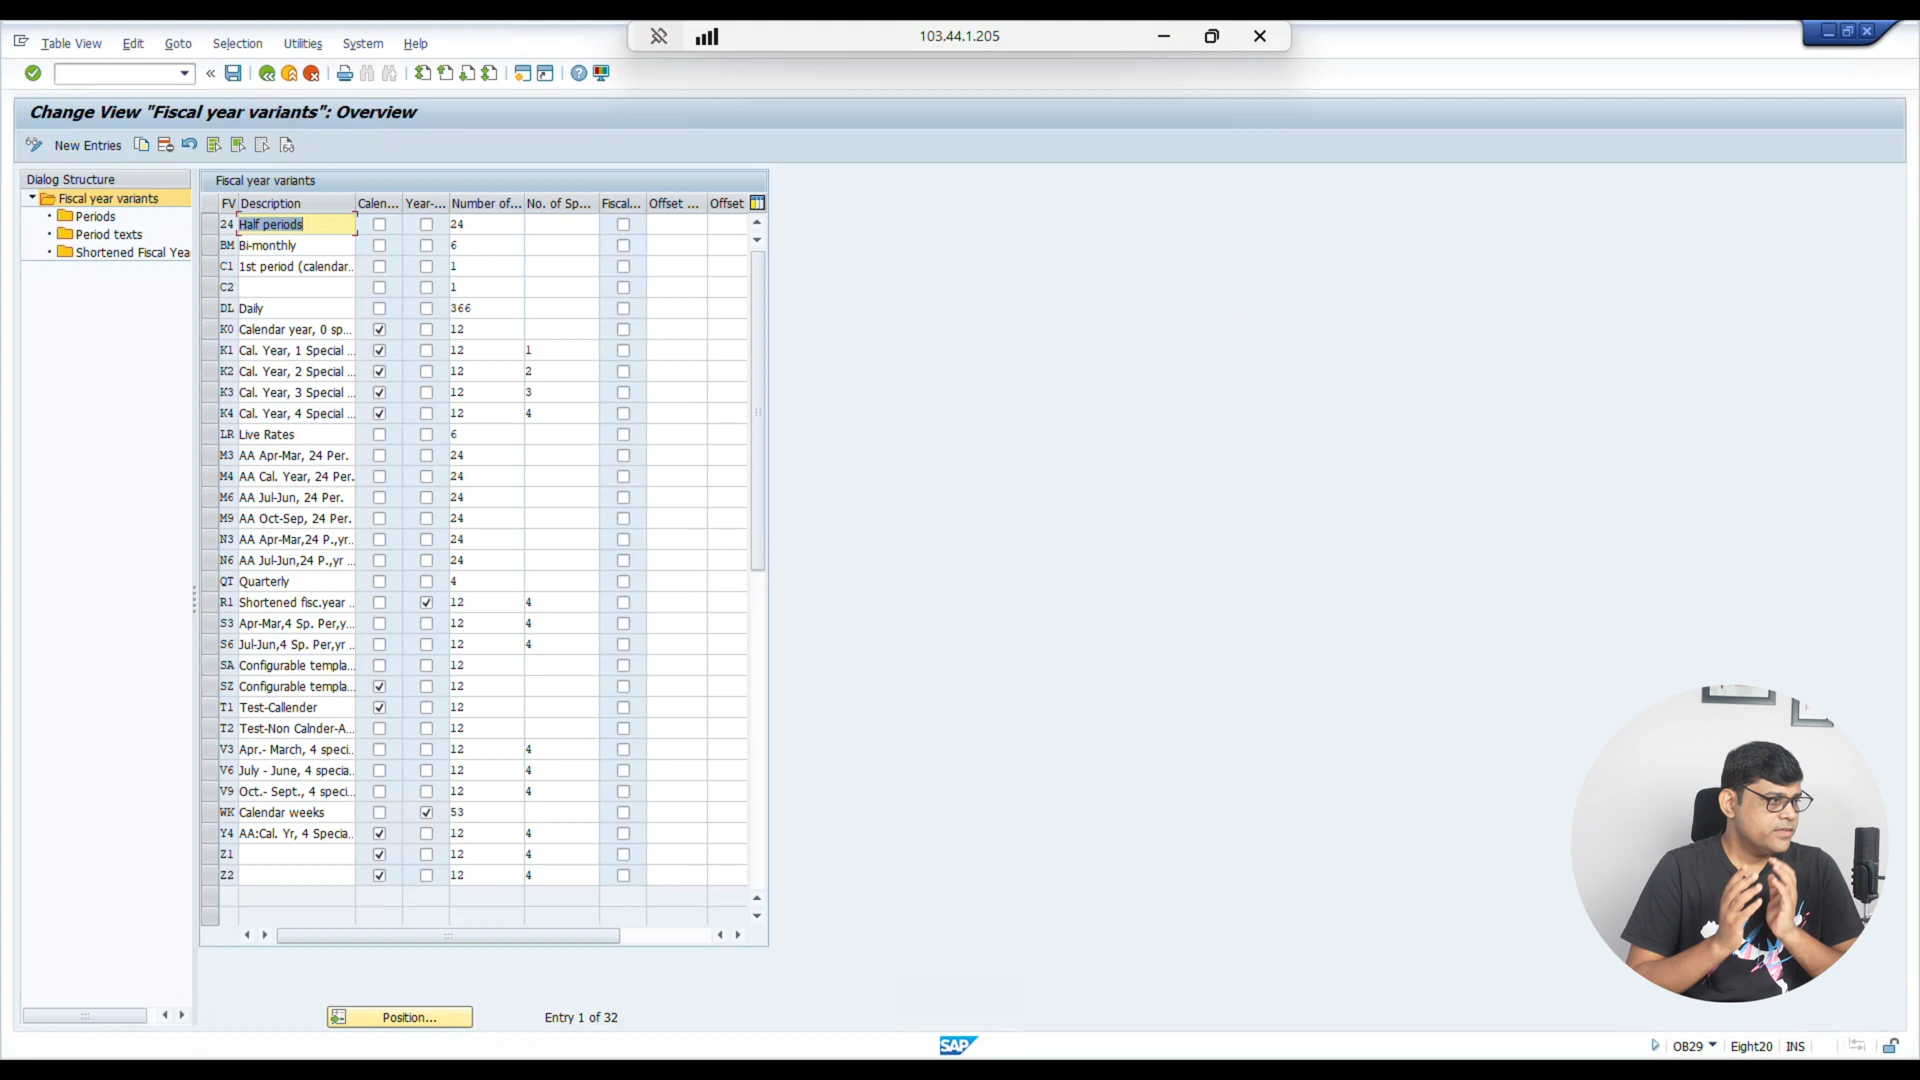 103.44.1.205
Table View Edit Goto Selection Utilities System Help
Change View "Fiscal year variants": Overview
New Entries
Dialog Structure
Fiscal year variants
Periods
Period texts
Shortened Fiscal Yea
Fiscal year variants
FV Description Calen... Year-... Number of... No. of Sp... Fiscal... Offset ... Offset
24 Half periods 24
BM Bi-monthly 6
C1 1st period (calendar.. 1
C2 1
DL Daily 366
K0 Calendar year, 0 sp... 12
K1 Cal. Year, 1 Special ... 12 1
K2 Cal. Year, 2 Special ... 12 2
K3 Cal. Year, 3 Special ... 12 3
K4 Cal. Year, 4 Special ... 12 4
LR Live Rates 6
M3 AA Apr-Mar, 24 Per. 24
M4 AA Cal. Year, 24 Per. 24
M6 AA Jul-Jun, 24 Per. 24
M9 AA Oct-Sep, 24 Per. 24
N3 AA Apr-Mar,24 P.,yr.. 24
N6 AA Jul-Jun,24 P.,yr ... 24
QT Quarterly 4
R1 Shortened fisc.year ... 12 4
S3 Apr-Mar,4 Sp. Per,y... 12 4
S6 Jul-Jun,4 Sp. Per,yr ... 12 4
SA Configurable templa... 12
SZ Configurable templa... 12
T1 Test-Callender 12
T2 Test-Non Calnder-A... 12
V3 Apr.- March, 4 speci.. 12 4
V6 July - June, 4 specia.. 12 4
V9 Oct.- Sept., 4 speci... 12 4
WK Calendar weeks 53
Y4 AA:Cal. Yr, 4 Specia.. 12 4
Z1 12 4
Z2 12 4
Position... Entry 1 of 32
SAP
OB29 Eight20 INS